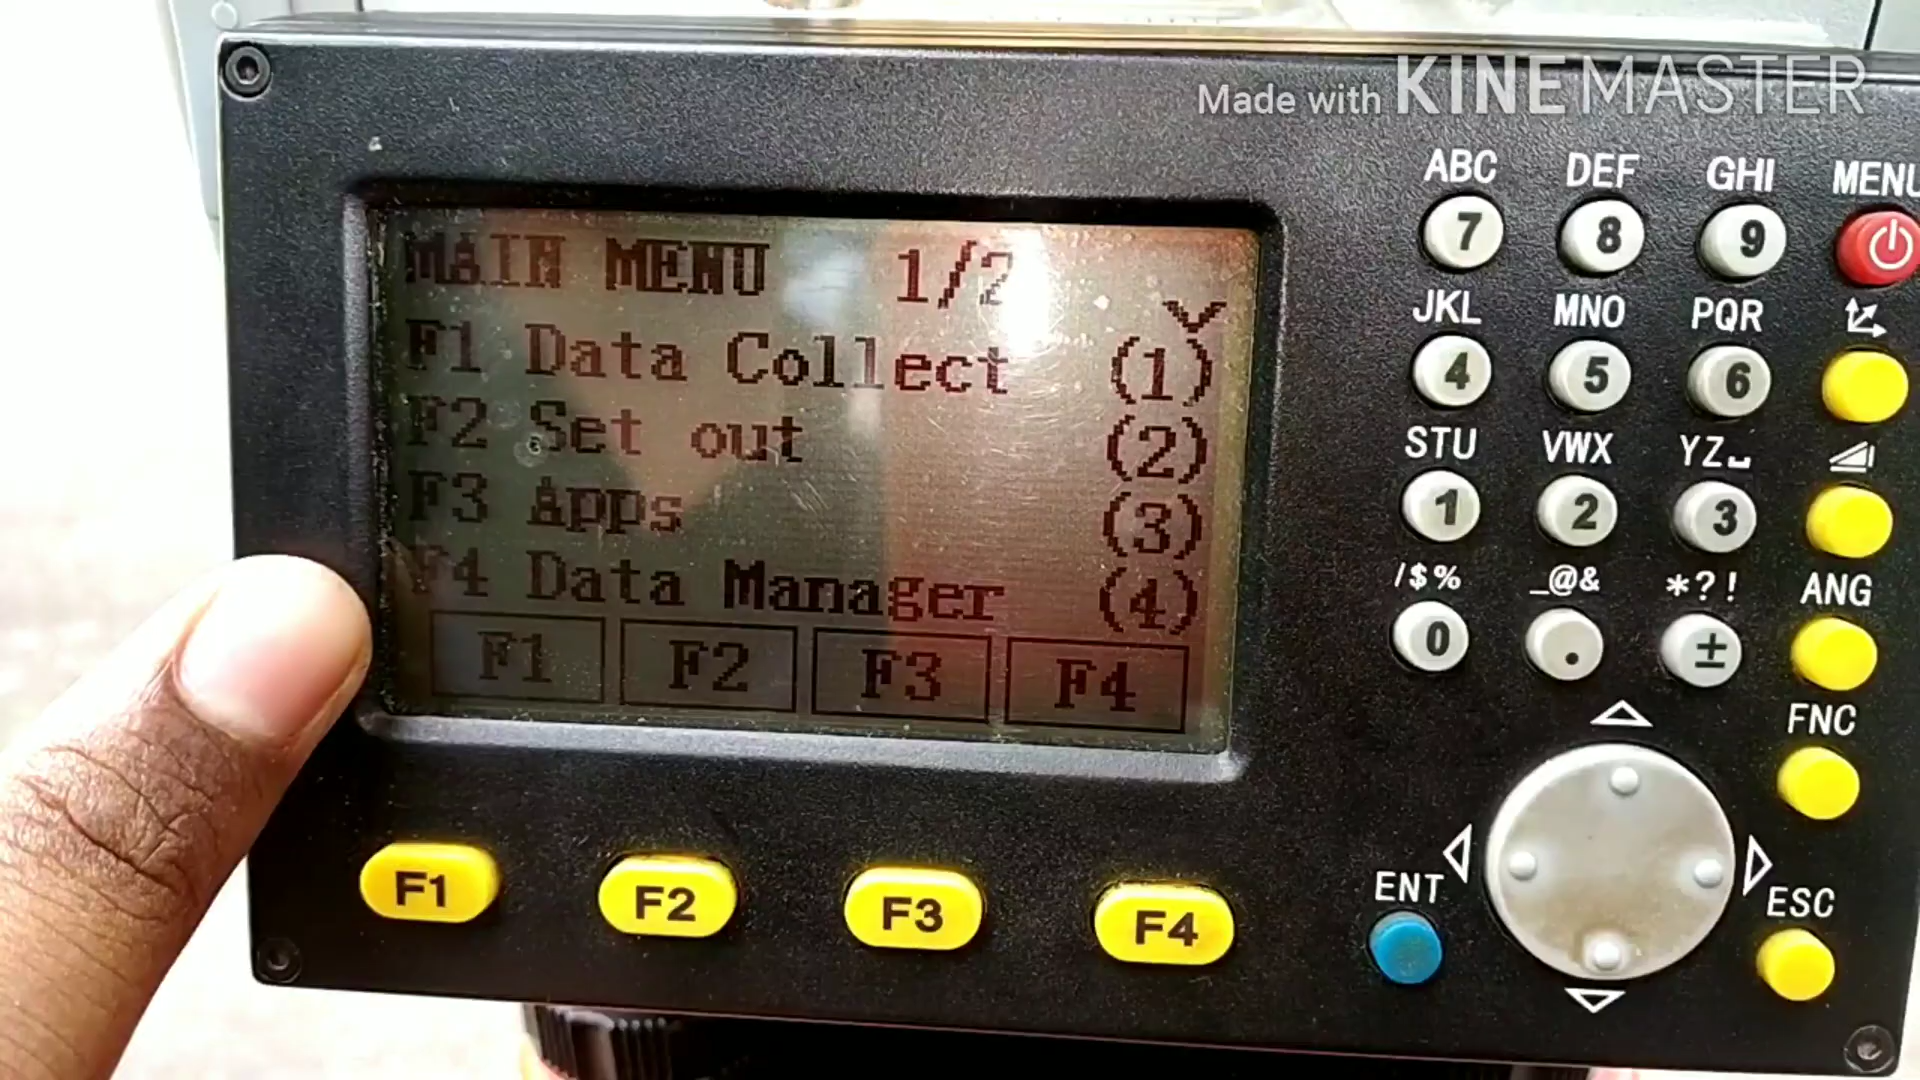 Made with KINEMASTER
MAIN MENU 1/2
F1 Data Collect (1)
F2 Set out (2)
F3 Apps (3)
F4 Data Manager (4)
F1 F2 F3 F4
ABC DEF GHI MENU
7 8 9
JKL MNO PQR
4 5 6
STU VWX YZ␣
1 2 3
/$% _@& *?! ANG
0 . ±
FNC
ENT
ESC
F1 F2 F3 F4